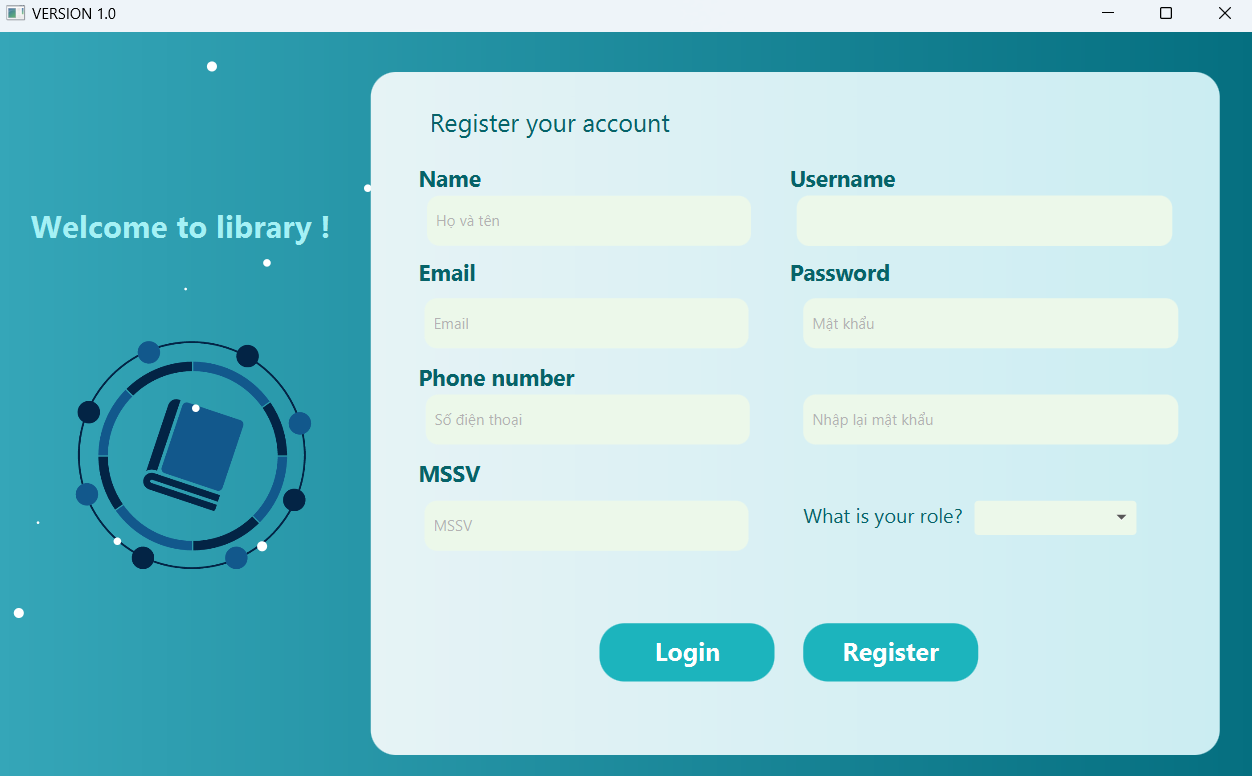 VERSION 1.0
Welcome to library !
Register your account
Name
Họ và tên
Username
Email
Email
Password
Mật khẩu
Phone number
Số điện thoại
Nhập lại mật khẩu
MSSV
MSSV
What is your role?
Login
Register